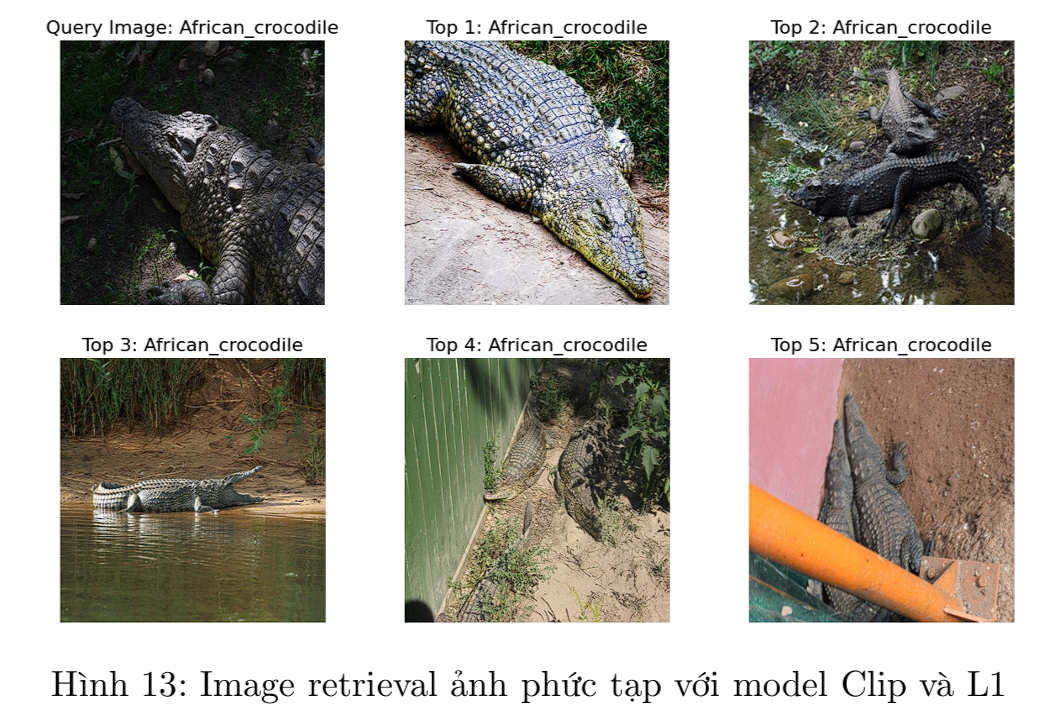 Query Image: African_crocodile
Top 1: African_crocodile
Top 2: African_crocodile
Top 3: African_crocodile
Top 4: African_crocodile
Top 5: African_crocodile
Hình 13: Image retrieval ảnh phức tạp với model Clip và L1